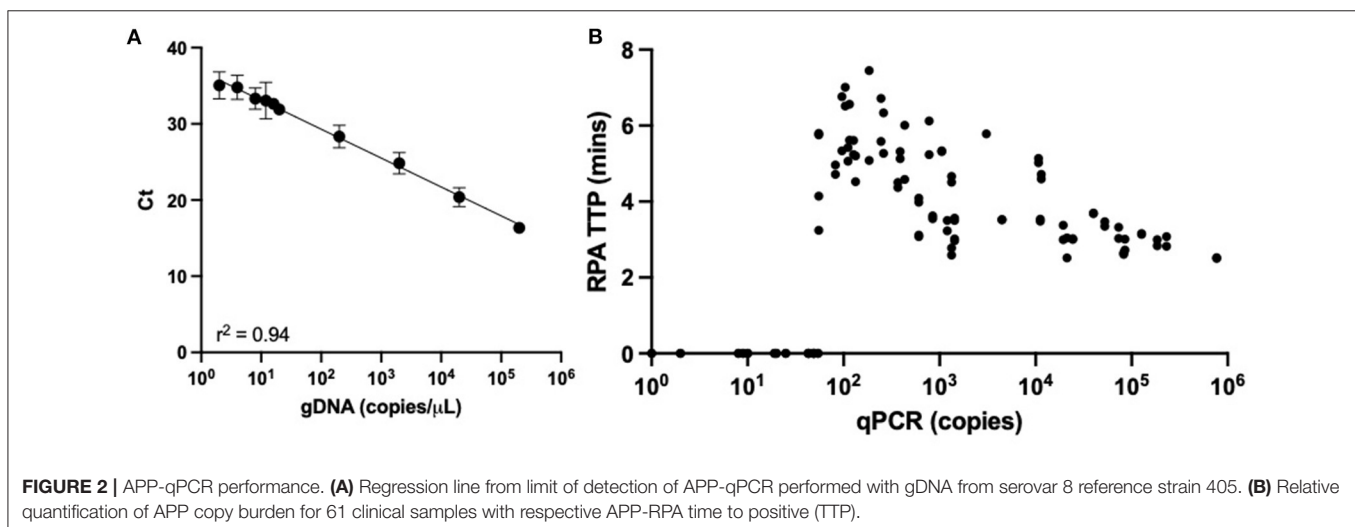 A
40
30
20
10
0
Ct
r² = 0.94
10⁰ 10¹ 10² 10³ 10⁴ 10⁵ 10⁶
gDNA (copies/μL)
B
8
6
4
2
0
RPA TTP (mins)
10⁰ 10¹ 10² 10³ 10⁴ 10⁵ 10⁶
qPCR (copies)
FIGURE 2 | APP-qPCR performance. (A) Regression line from limit of detection of APP-qPCR performed with gDNA from serovar 8 reference strain 405. (B) Relative
quantification of APP copy burden for 61 clinical samples with respective APP-RPA time to positive (TTP).